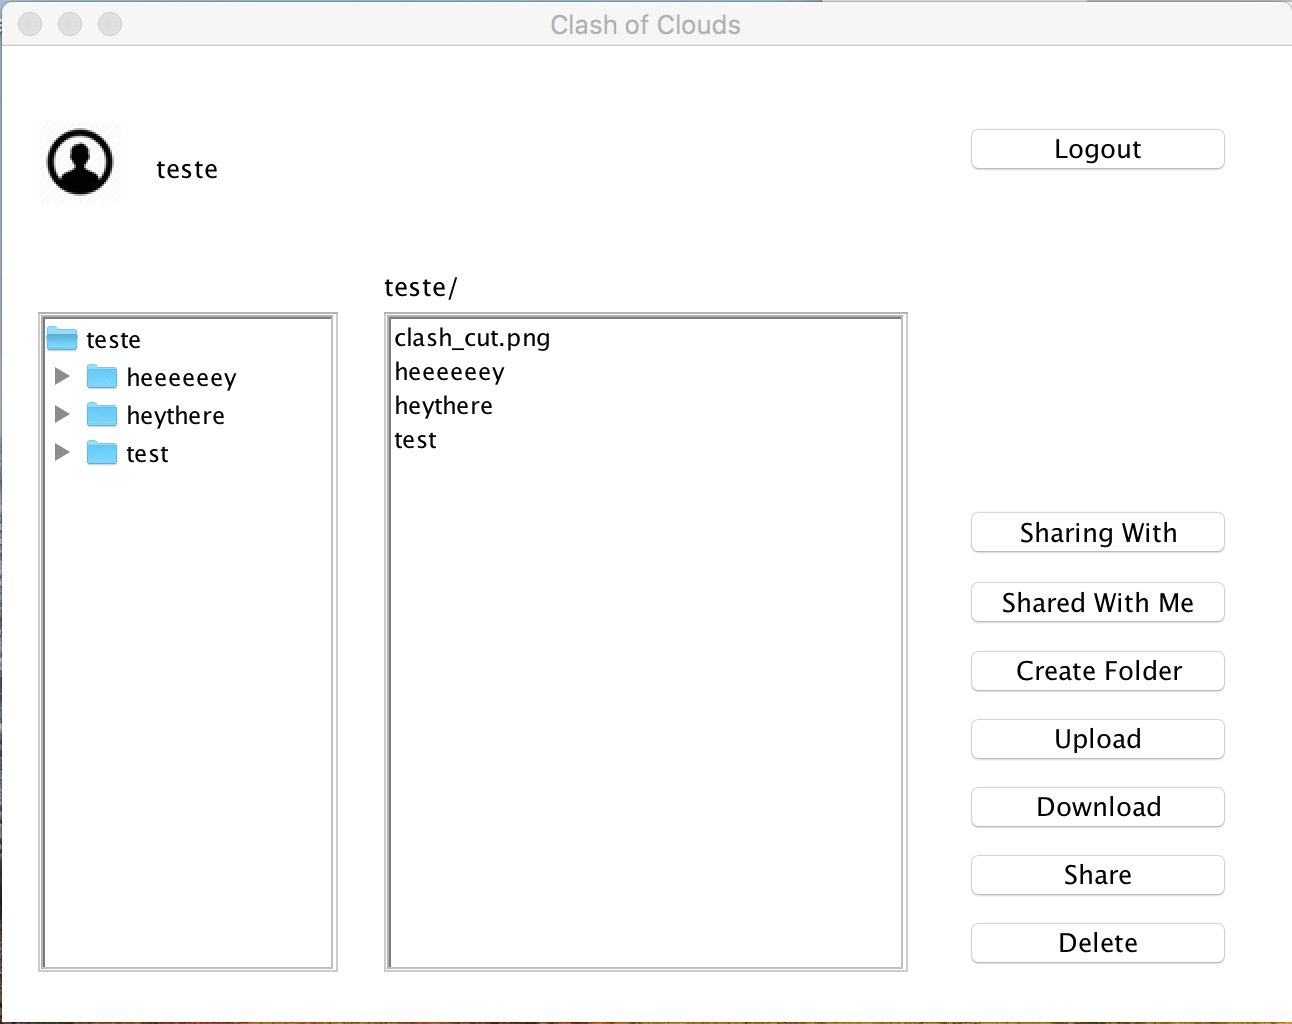 Clash of Clouds
teste
Logout
teste/
teste
heeeeeey
heythere
test
clash_cut.png
heeeeeey
heythere
test
Sharing With
Shared With Me
Create Folder
Upload
Download
Share
Delete